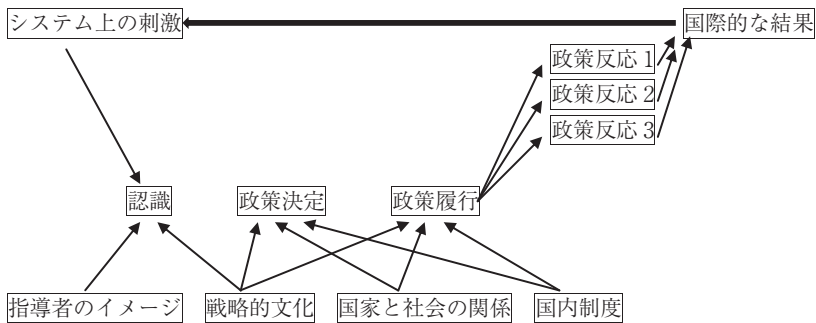 システム上の刺激
国際的な結果
政策反応1
政策反応2
政策反応3
認識
政策決定
政策履行
指導者のイメージ
戦略的文化
国家と社会の関係
国内制度